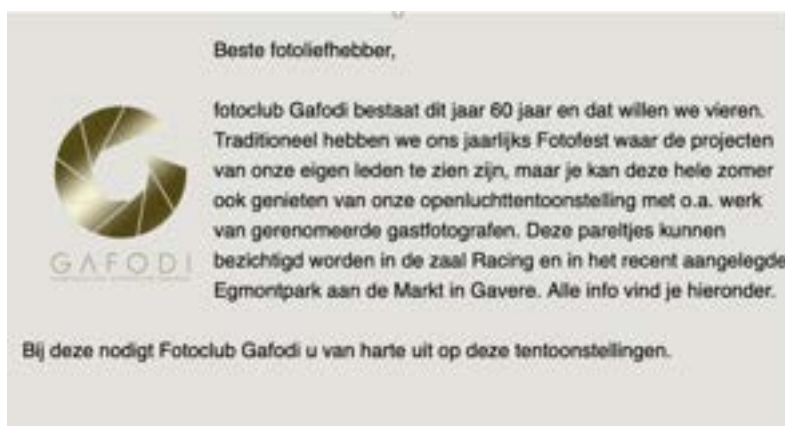 Beste fotoliefhebber,
fotoclub Gafodi bestaat dit jaar 60 jaar en dat willen we vieren.
Traditioneel hebben we ons jaarlijks Fotofest waar de projecten
van onze eigen leden te zien zijn, maar je kan deze hele zomer
ook genieten van onze openluchttentoonstelling met o.a. werk
van gerenomeerde gastfotografen. Deze pareltjes kunnen
bezichtigd worden in de zaal Racing en in het recent aangelegde
Egmontpark aan de Markt in Gavere. Alle info vind je hieronder.
GAFODI
Bij deze nodigt Fotoclub Gafodi u van harte uit op deze tentoonstellingen.